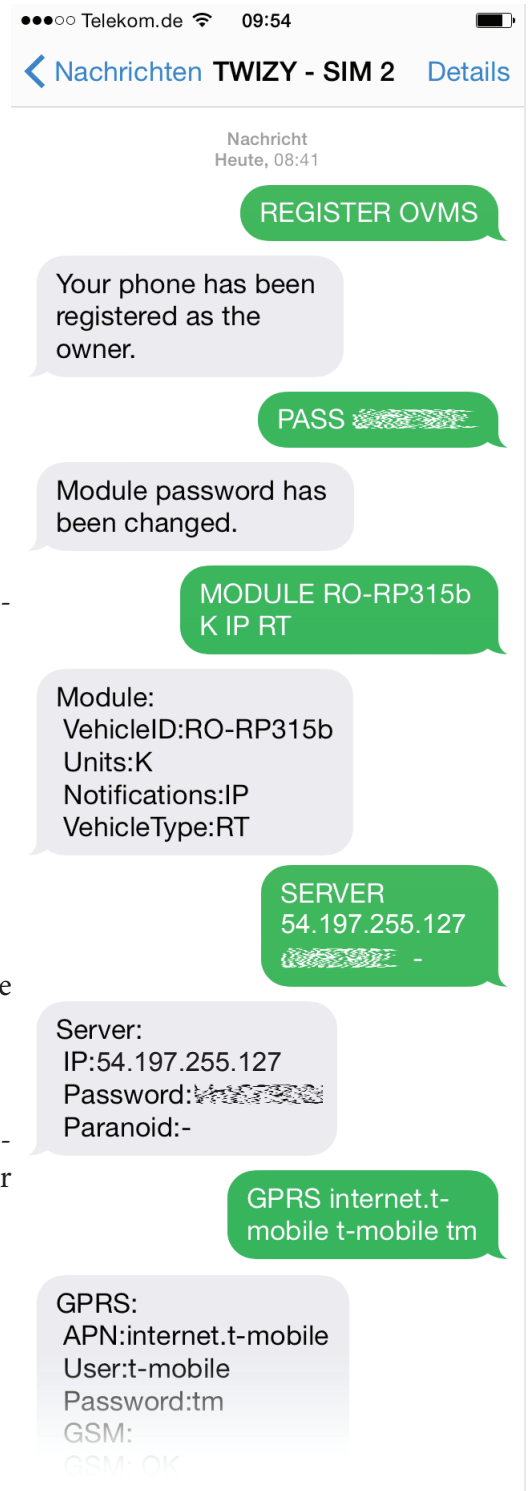 Telekom.de 09:54
Nachrichten TWIZY - SIM 2 Details
Nachricht
Heute, 08:41
REGISTER OVMS
Your phone has been
registered as the
owner.
PASS
Module password has
been changed.
-
MODULE RO-RP315b
K IP RT
Module:
VehicleID:RO-RP315b
Units:K
Notifications:IP
VehicleType:RT
SERVER
54.197.255.127
-
e
Server:
IP:54.197.255.127
Password:
Paranoid:-
-
r
GPRS internet.t-
mobile t-mobile tm
GPRS:
APN:internet.t-mobile
User:t-mobile
Password:tm
GSM:
GSM: OK